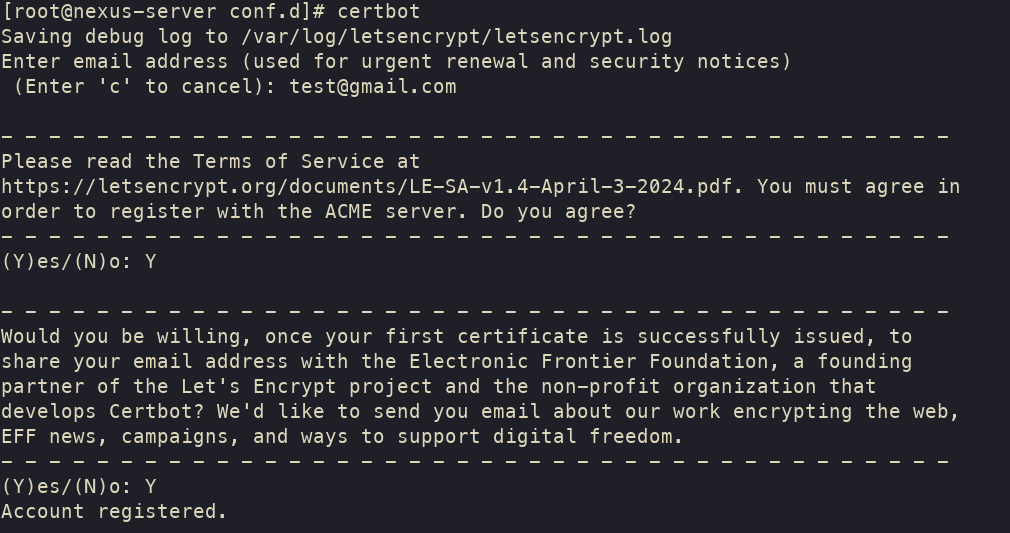 [root@nexus-server conf.d]# certbot
Saving debug log to /var/log/letsencrypt/letsencrypt.log
Enter email address (used for urgent renewal and security notices)
 (Enter 'c' to cancel): test@gmail.com

- - - - - - - - - - - - - - - - - - - - - - - - - - - - - - - - - - - - - - - -
Please read the Terms of Service at
https://letsencrypt.org/documents/LE-SA-v1.4-April-3-2024.pdf. You must agree in
order to register with the ACME server. Do you agree?
- - - - - - - - - - - - - - - - - - - - - - - - - - - - - - - - - - - - - - - -
(Y)es/(N)o: Y

- - - - - - - - - - - - - - - - - - - - - - - - - - - - - - - - - - - - - - - -
Would you be willing, once your first certificate is successfully issued, to
share your email address with the Electronic Frontier Foundation, a founding
partner of the Let's Encrypt project and the non-profit organization that
develops Certbot? We'd like to send you email about our work encrypting the web,
EFF news, campaigns, and ways to support digital freedom.
- - - - - - - - - - - - - - - - - - - - - - - - - - - - - - - - - - - - - - - -
(Y)es/(N)o: Y
Account registered.